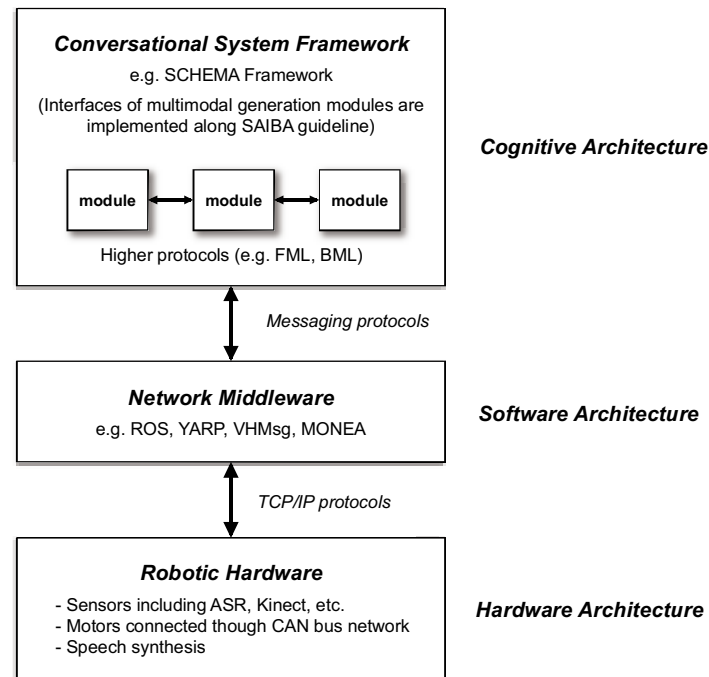 Conversational System Framework
e.g. SCHEMA Framework
(Interfaces of multimodal generation modules are
implemented along SAIBA guideline)
Cognitive Architecture
module
module
module
Higher protocols (e.g. FML, BML)
Messaging protocols
Network Middleware
e.g. ROS, YARP, VHMsg, MONEA
Software Architecture
TCP/IP protocols
Robotic Hardware
- Sensors including ASR, Kinect, etc.
- Motors connected though CAN bus network
- Speech synthesis
Hardware Architecture